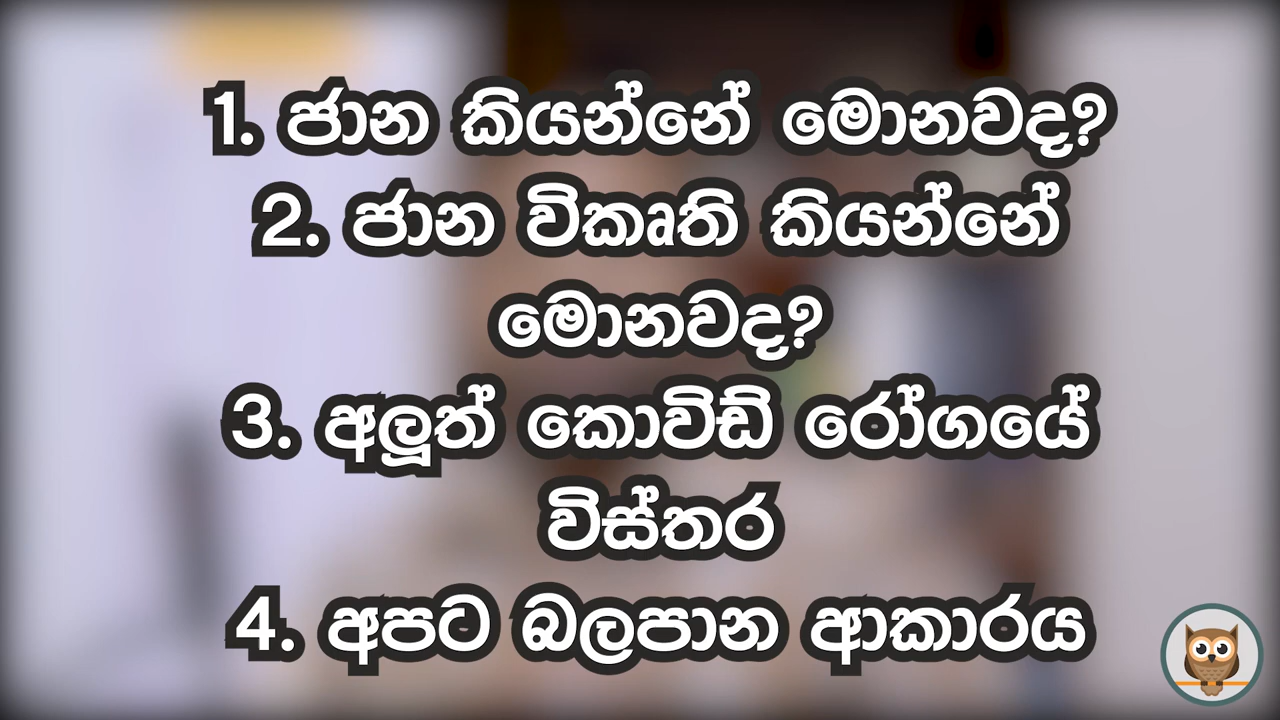 1. ජාන කියන්නේ මොනවද?
2. ජාන විකෘති කියන්නේ
මොනවද?
3. අලූත් කොවිඩ් රෝගයේ
විස්තර
4. අපට බලපාන ආකාරය